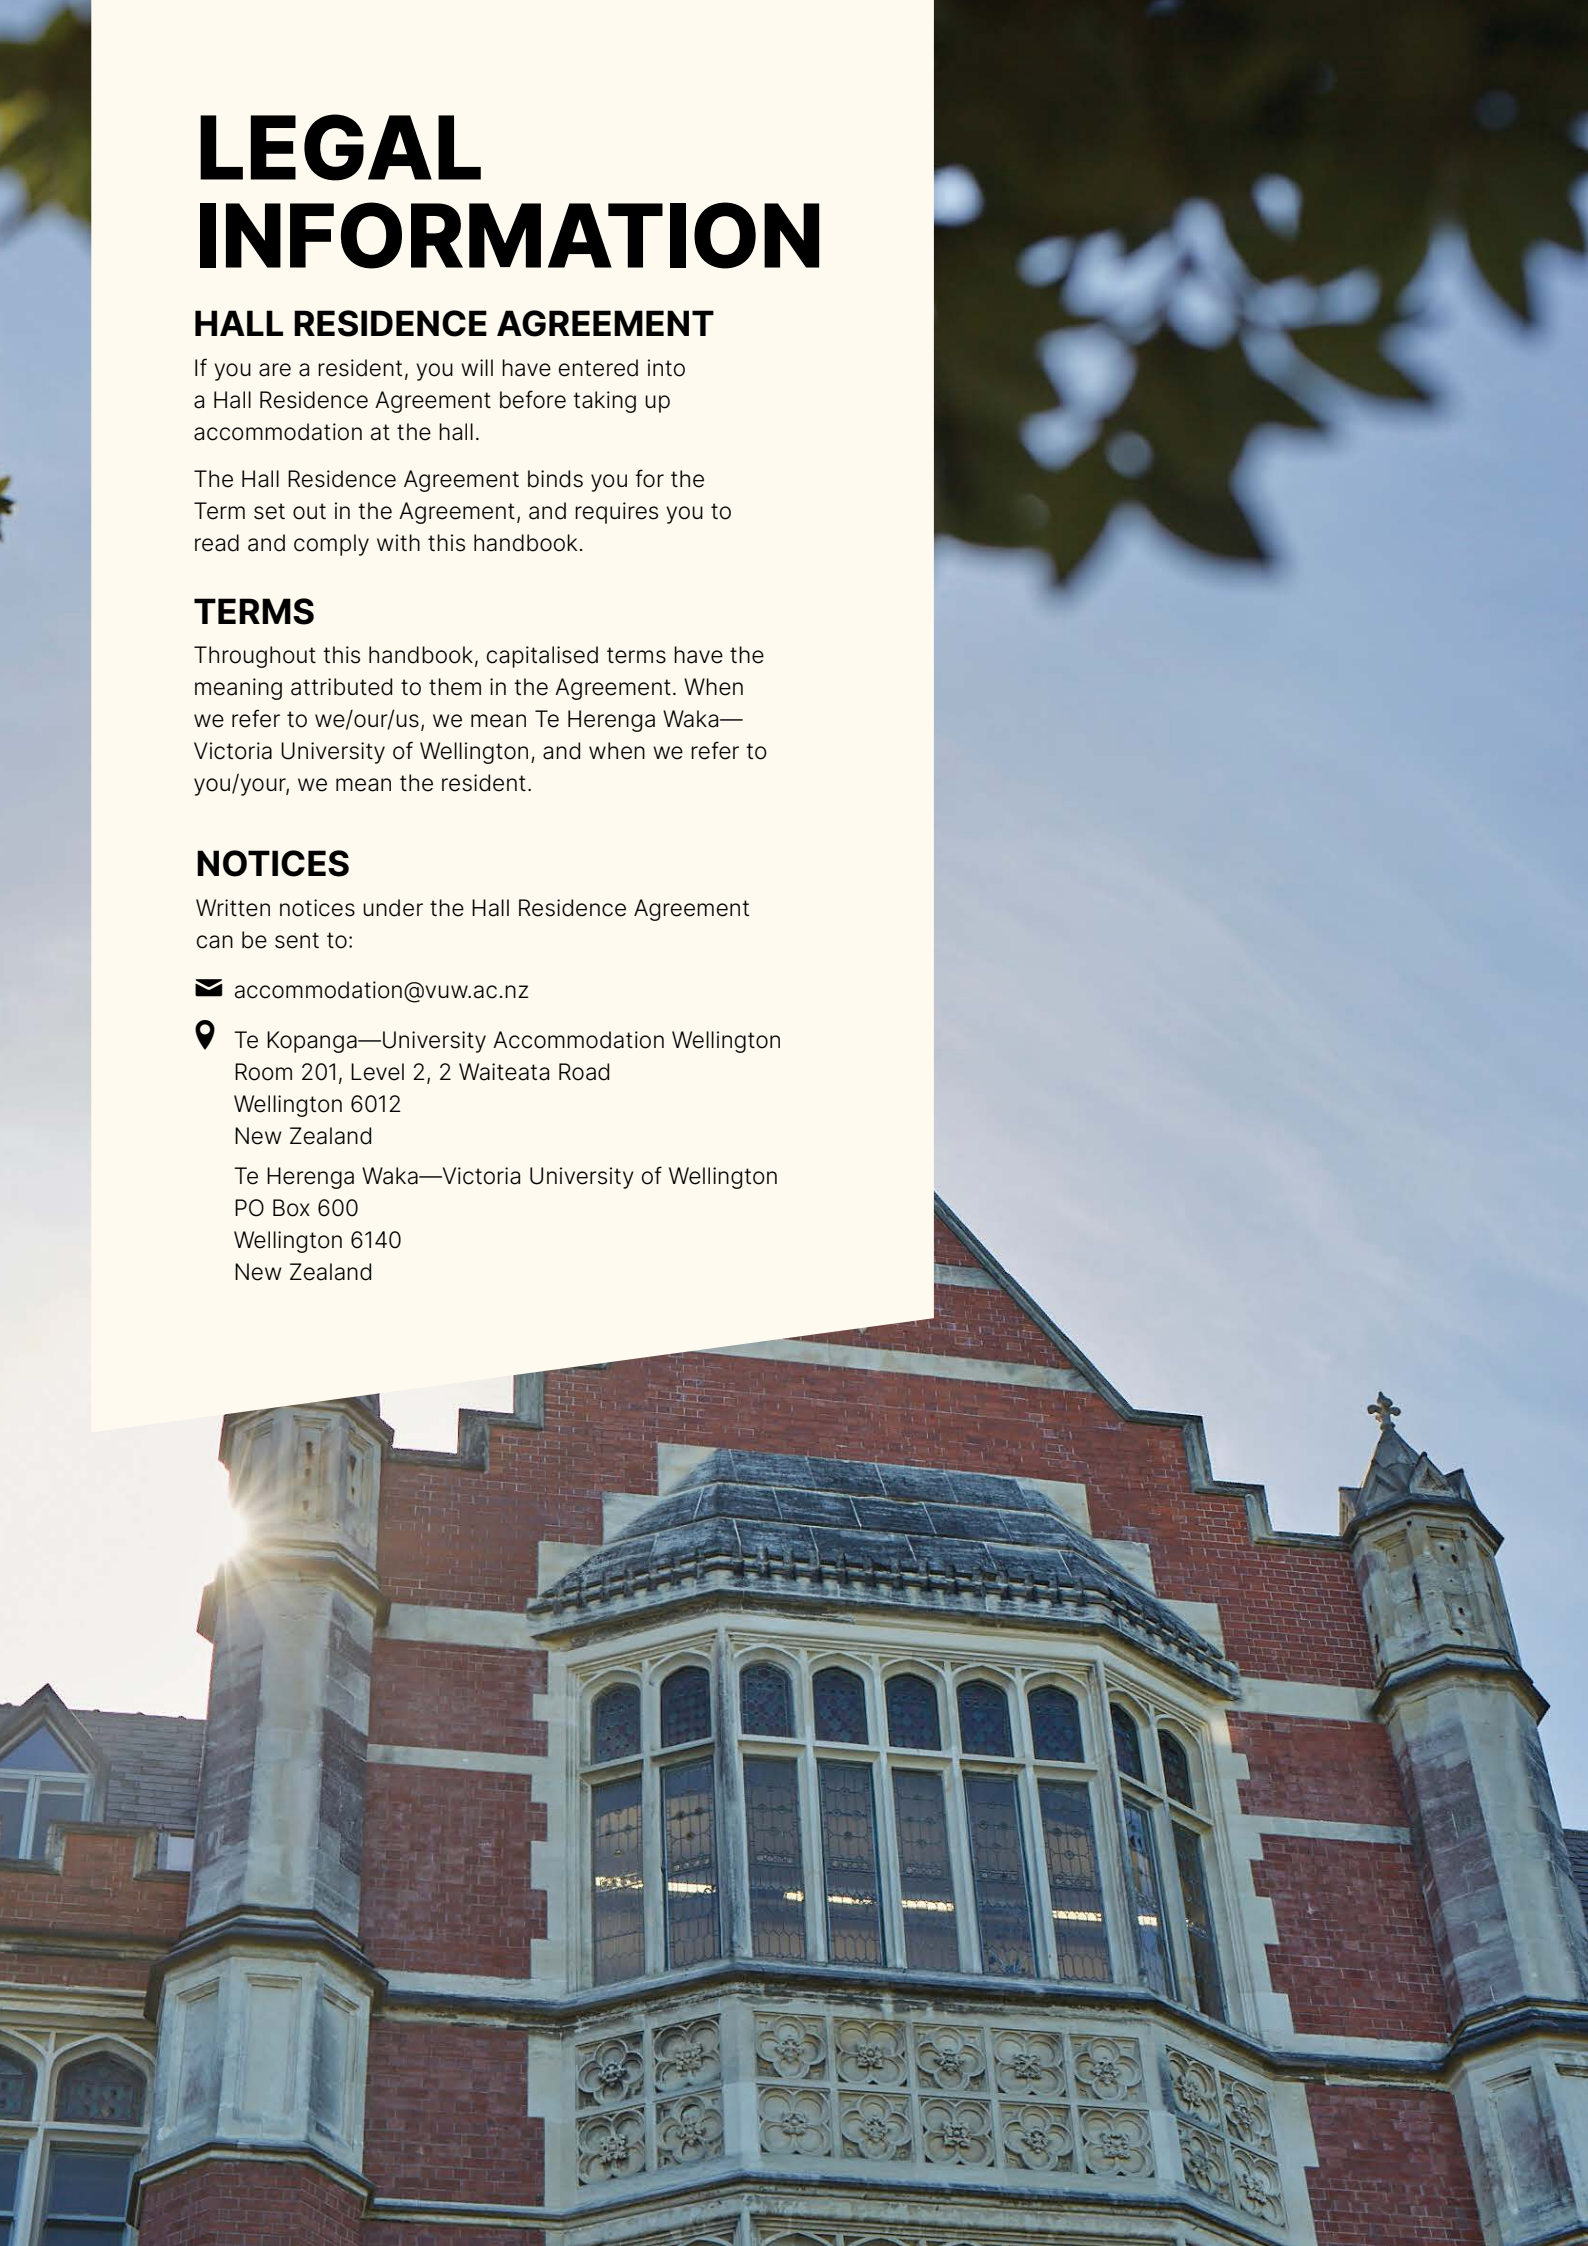 LEGAL
INFORMATION
HALL RESIDENCE AGREEMENT
If you are a resident, you will have entered into
a Hall Residence Agreement before taking up
accommodation at the hall.
The Hall Residence Agreement binds you for the
Term set out in the Agreement, and requires you to
read and comply with this handbook.
TERMS
Throughout this handbook, capitalised terms have the
meaning attributed to them in the Agreement. When
we refer to we/our/us, we mean Te Herenga Waka—
Victoria University of Wellington, and when we refer to
you/your, we mean the resident.
NOTICES
Written notices under the Hall Residence Agreement
can be sent to:
accommodation@vuw.ac.nz
Te Kopanga—University Accommodation Wellington
Room 201, Level 2, 2 Waiteata Road
Wellington 6012
New Zealand
Te Herenga Waka—Victoria University of Wellington
PO Box 600
Wellington 6140
New Zealand